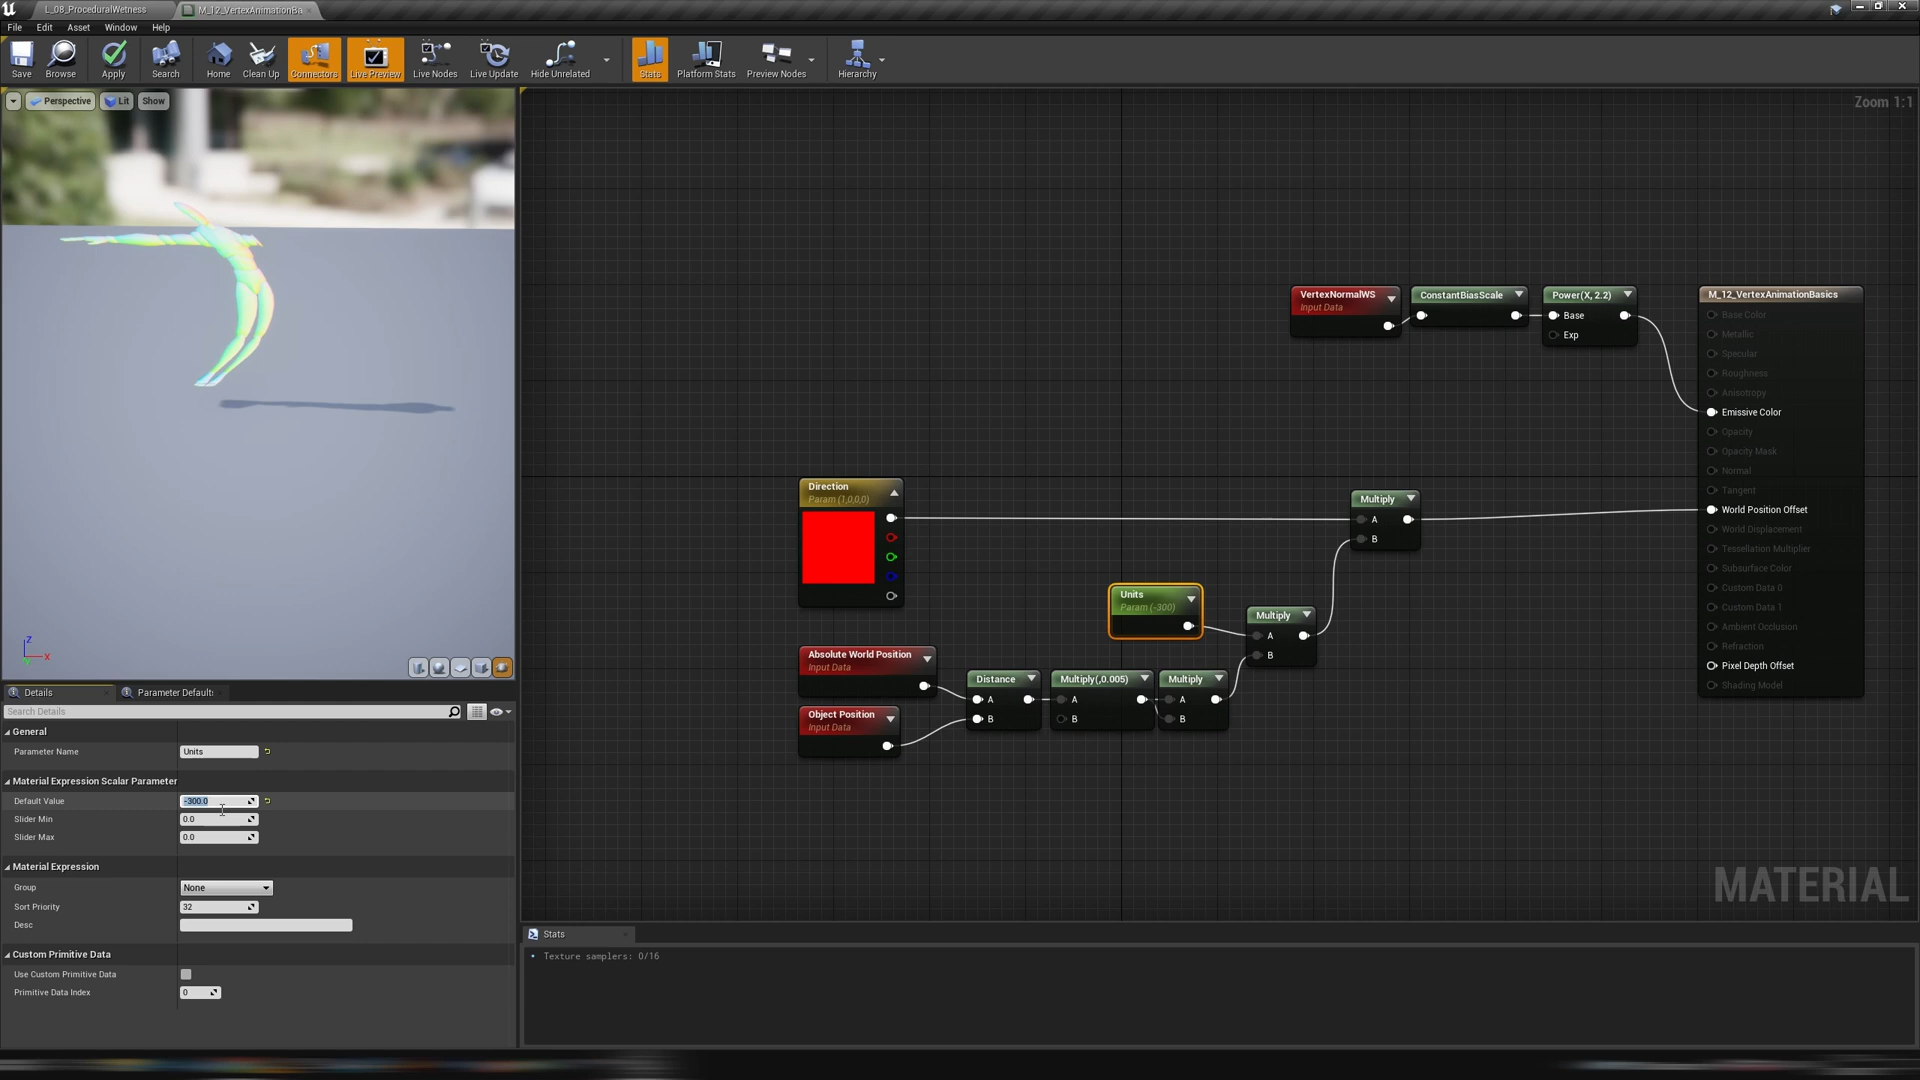 L_08_ProceduralWetness
M_12_VertexAnimationBa
File Edit Asset Window Help
Save Browse Apply Search Home Clean Up Connectors Live Preview Live Nodes Live Update Hide Unrelated Stats Platform Stats Preview Nodes Hierarchy
Perspective Lit Show
Zoom 1:1
Z
X
VertexNormalWS
Input Data
ConstantBiasScale
Power(X, 2.2)
Base
Exp
M_12_VertexAnimationBasics
Base Color
Metallic
Specular
Roughness
Anisotropy
Emissive Color
Opacity
Opacity Mask
Normal
Tangent
World Position Offset
World Displacement
Tessellation Multiplier
Subsurface Color
Custom Data 0
Custom Data 1
Ambient Occlusion
Refraction
Pixel Depth Offset
Shading Model
Direction
Param (1,0,0,0)
Multiply
A
B
Units
Param (-300)
Multiply
A
B
Absolute World Position
Input Data
Object Position
Input Data
Distance
A
B
Multiply(,0.005)
A
B
Multiply
A
B
MATERIAL
Details Parameter Default
Search Details
General
Parameter Name Units
Material Expression Scalar Parameter
Default Value -300.0
Slider Min 0.0
Slider Max 0.0
Material Expression
Group None
Sort Priority 32
Desc
Custom Primitive Data
Use Custom Primitive Data
Primitive Data Index 0
Stats
Texture samplers: 0/16